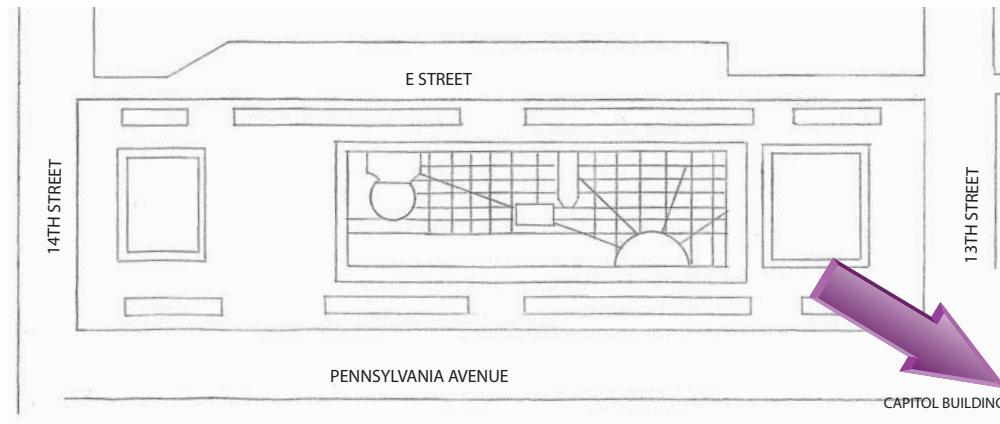 E STREET
14TH STREET
13TH STREET
PENNSYLVANIA AVENUE
CAPITOL BUILDING